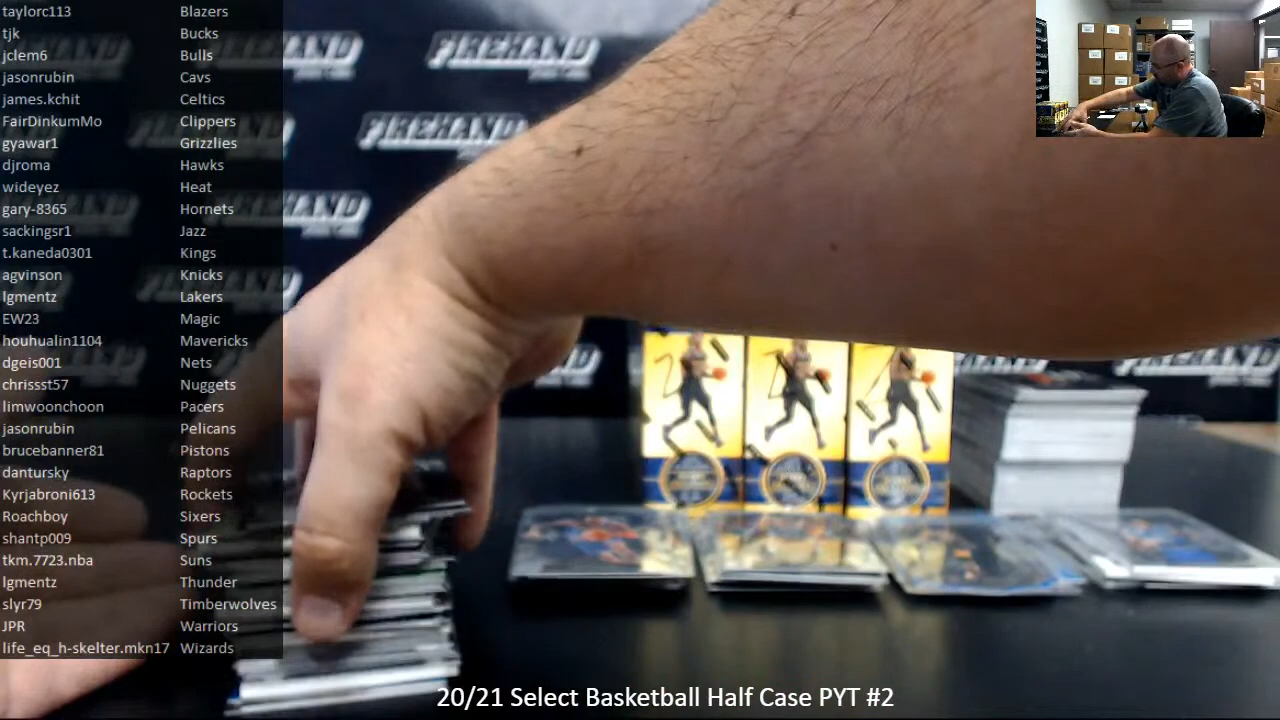 taylorc113 Blazers
tjk Bucks
jclem6 Bulls
jasonrubin Cavs
james.kchit Celtics
FairDinkumMo Clippers
gyawar1 Grizzlies
djroma Hawks
wideyez Heat
gary-8365 Hornets
sackingsr1 Jazz
t.kaneda0301 Kings
agvinson Knicks
lgmentz Lakers
EW23 Magic
houhualin1104 Mavericks
dgeis001 Nets
chrissst57 Nuggets
limwoonchoon Pacers
jasonrubin Pelicans
brucebanner81 Pistons
dantursky Raptors
Kyrjabroni613 Rockets
Roachboy Sixers
shantp009 Spurs
tkm.7723.nba Suns
lgmentz Thunder
slyr79 Timberwolves
JPR Warriors
life_eq_h-skelter.mkn17 Wizards
FIREHAND
FIREHAND
FIREHAND
FIREHAND
20/21 Select Basketball Half Case PYT #2